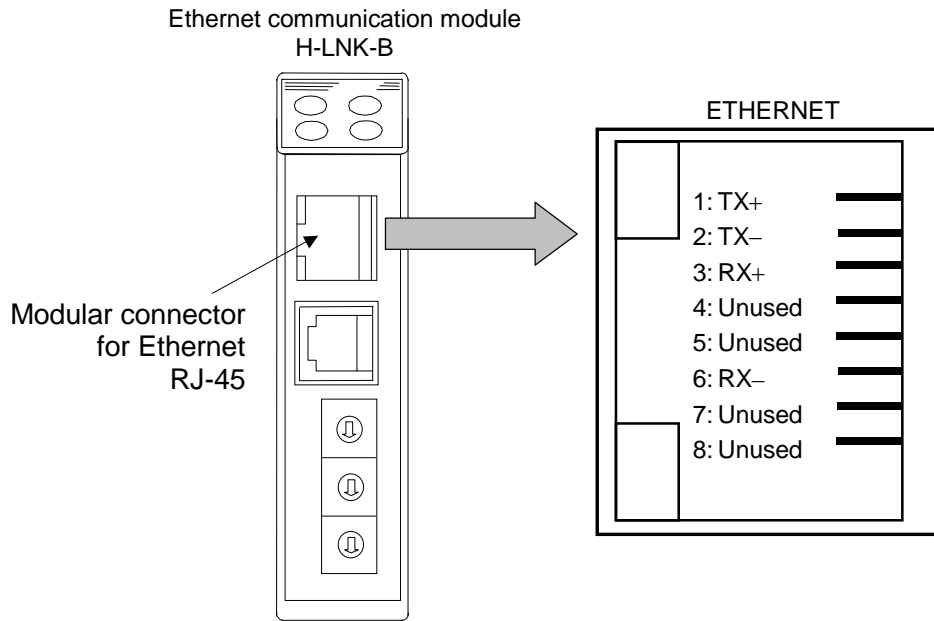 Ethernet communication module
H-LNK-B
ETHERNET
1: TX+
2: TX−
3: RX+
4: Unused
5: Unused
6: RX−
7: Unused
8: Unused
Modular connector
for Ethernet
RJ-45